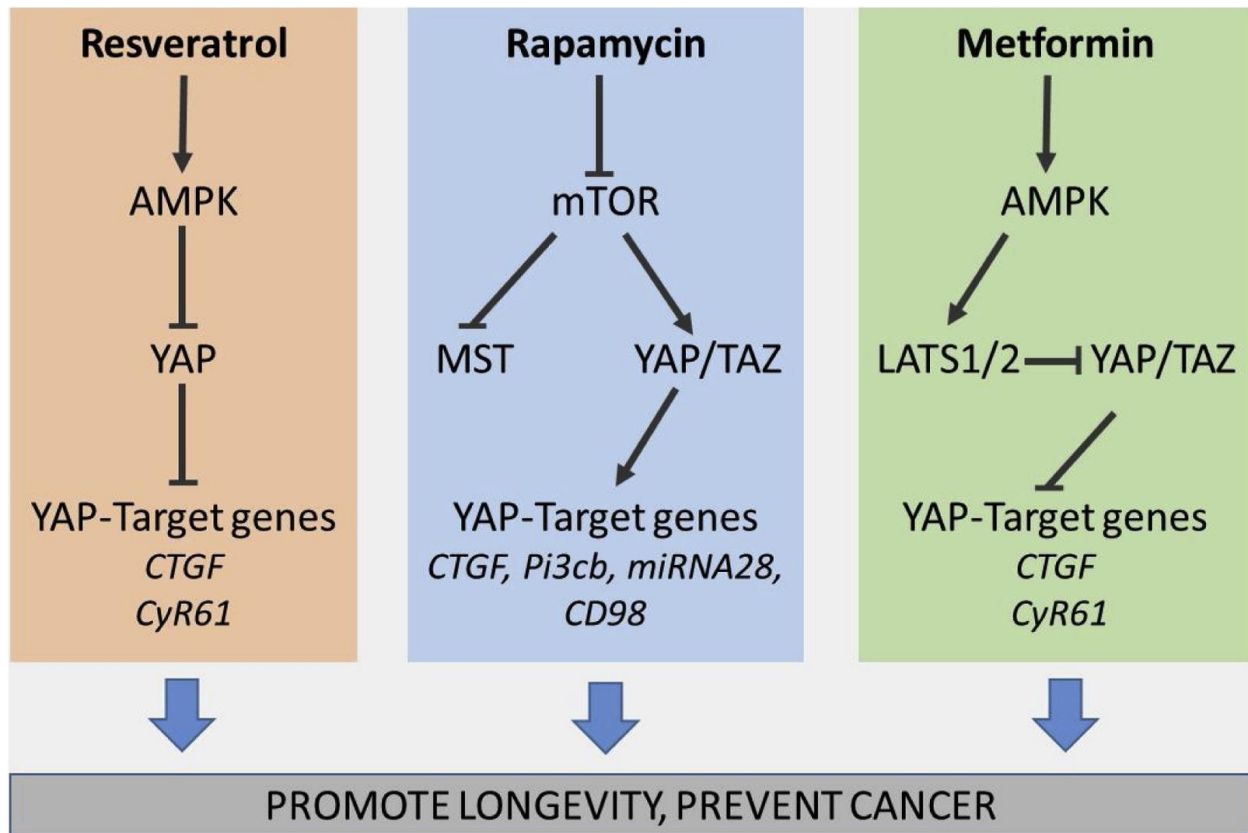 Resveratrol
AMPK
YAP
YAP-Target genes
CTGF
CyR61
Rapamycin
mTOR
MST
YAP/TAZ
YAP-Target genes
CTGF, Pi3cb, miRNA28,
CD98
Metformin
AMPK
LATS1/2
YAP/TAZ
YAP-Target genes
CTGF
CyR61
PROMOTE LONGEVITY, PREVENT CANCER